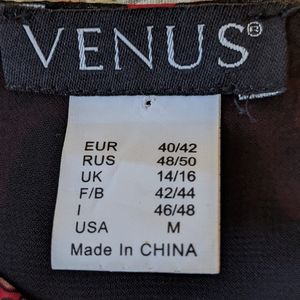 VENUS®
EUR 40/42
RUS 48/50
UK 14/16
F/B 42/44
I 46/48
USA M
Made In CHINA